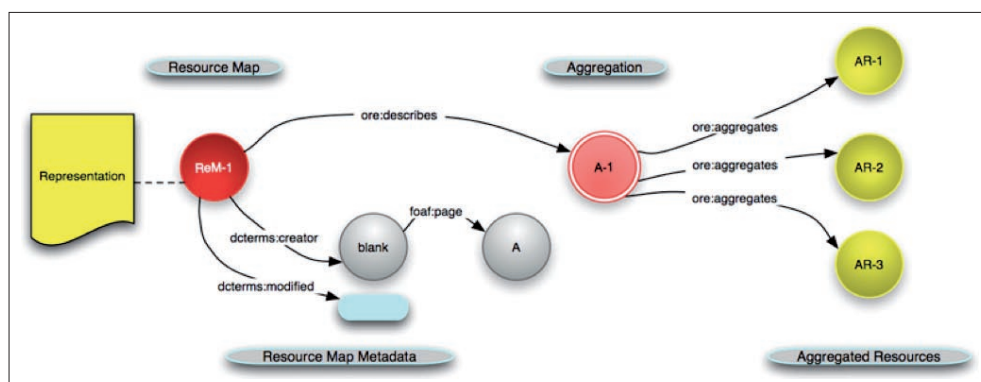 Resource Map
Aggregation
AR-1
ore:describes
ore:aggregates
Representation
ReM-1
A-1
ore:aggregates
AR-2
ore:aggregates
foaf:page
dcterms:creator
blank
A
AR-3
dcterms:modified
Resource Map Metadata
Aggregated Resources